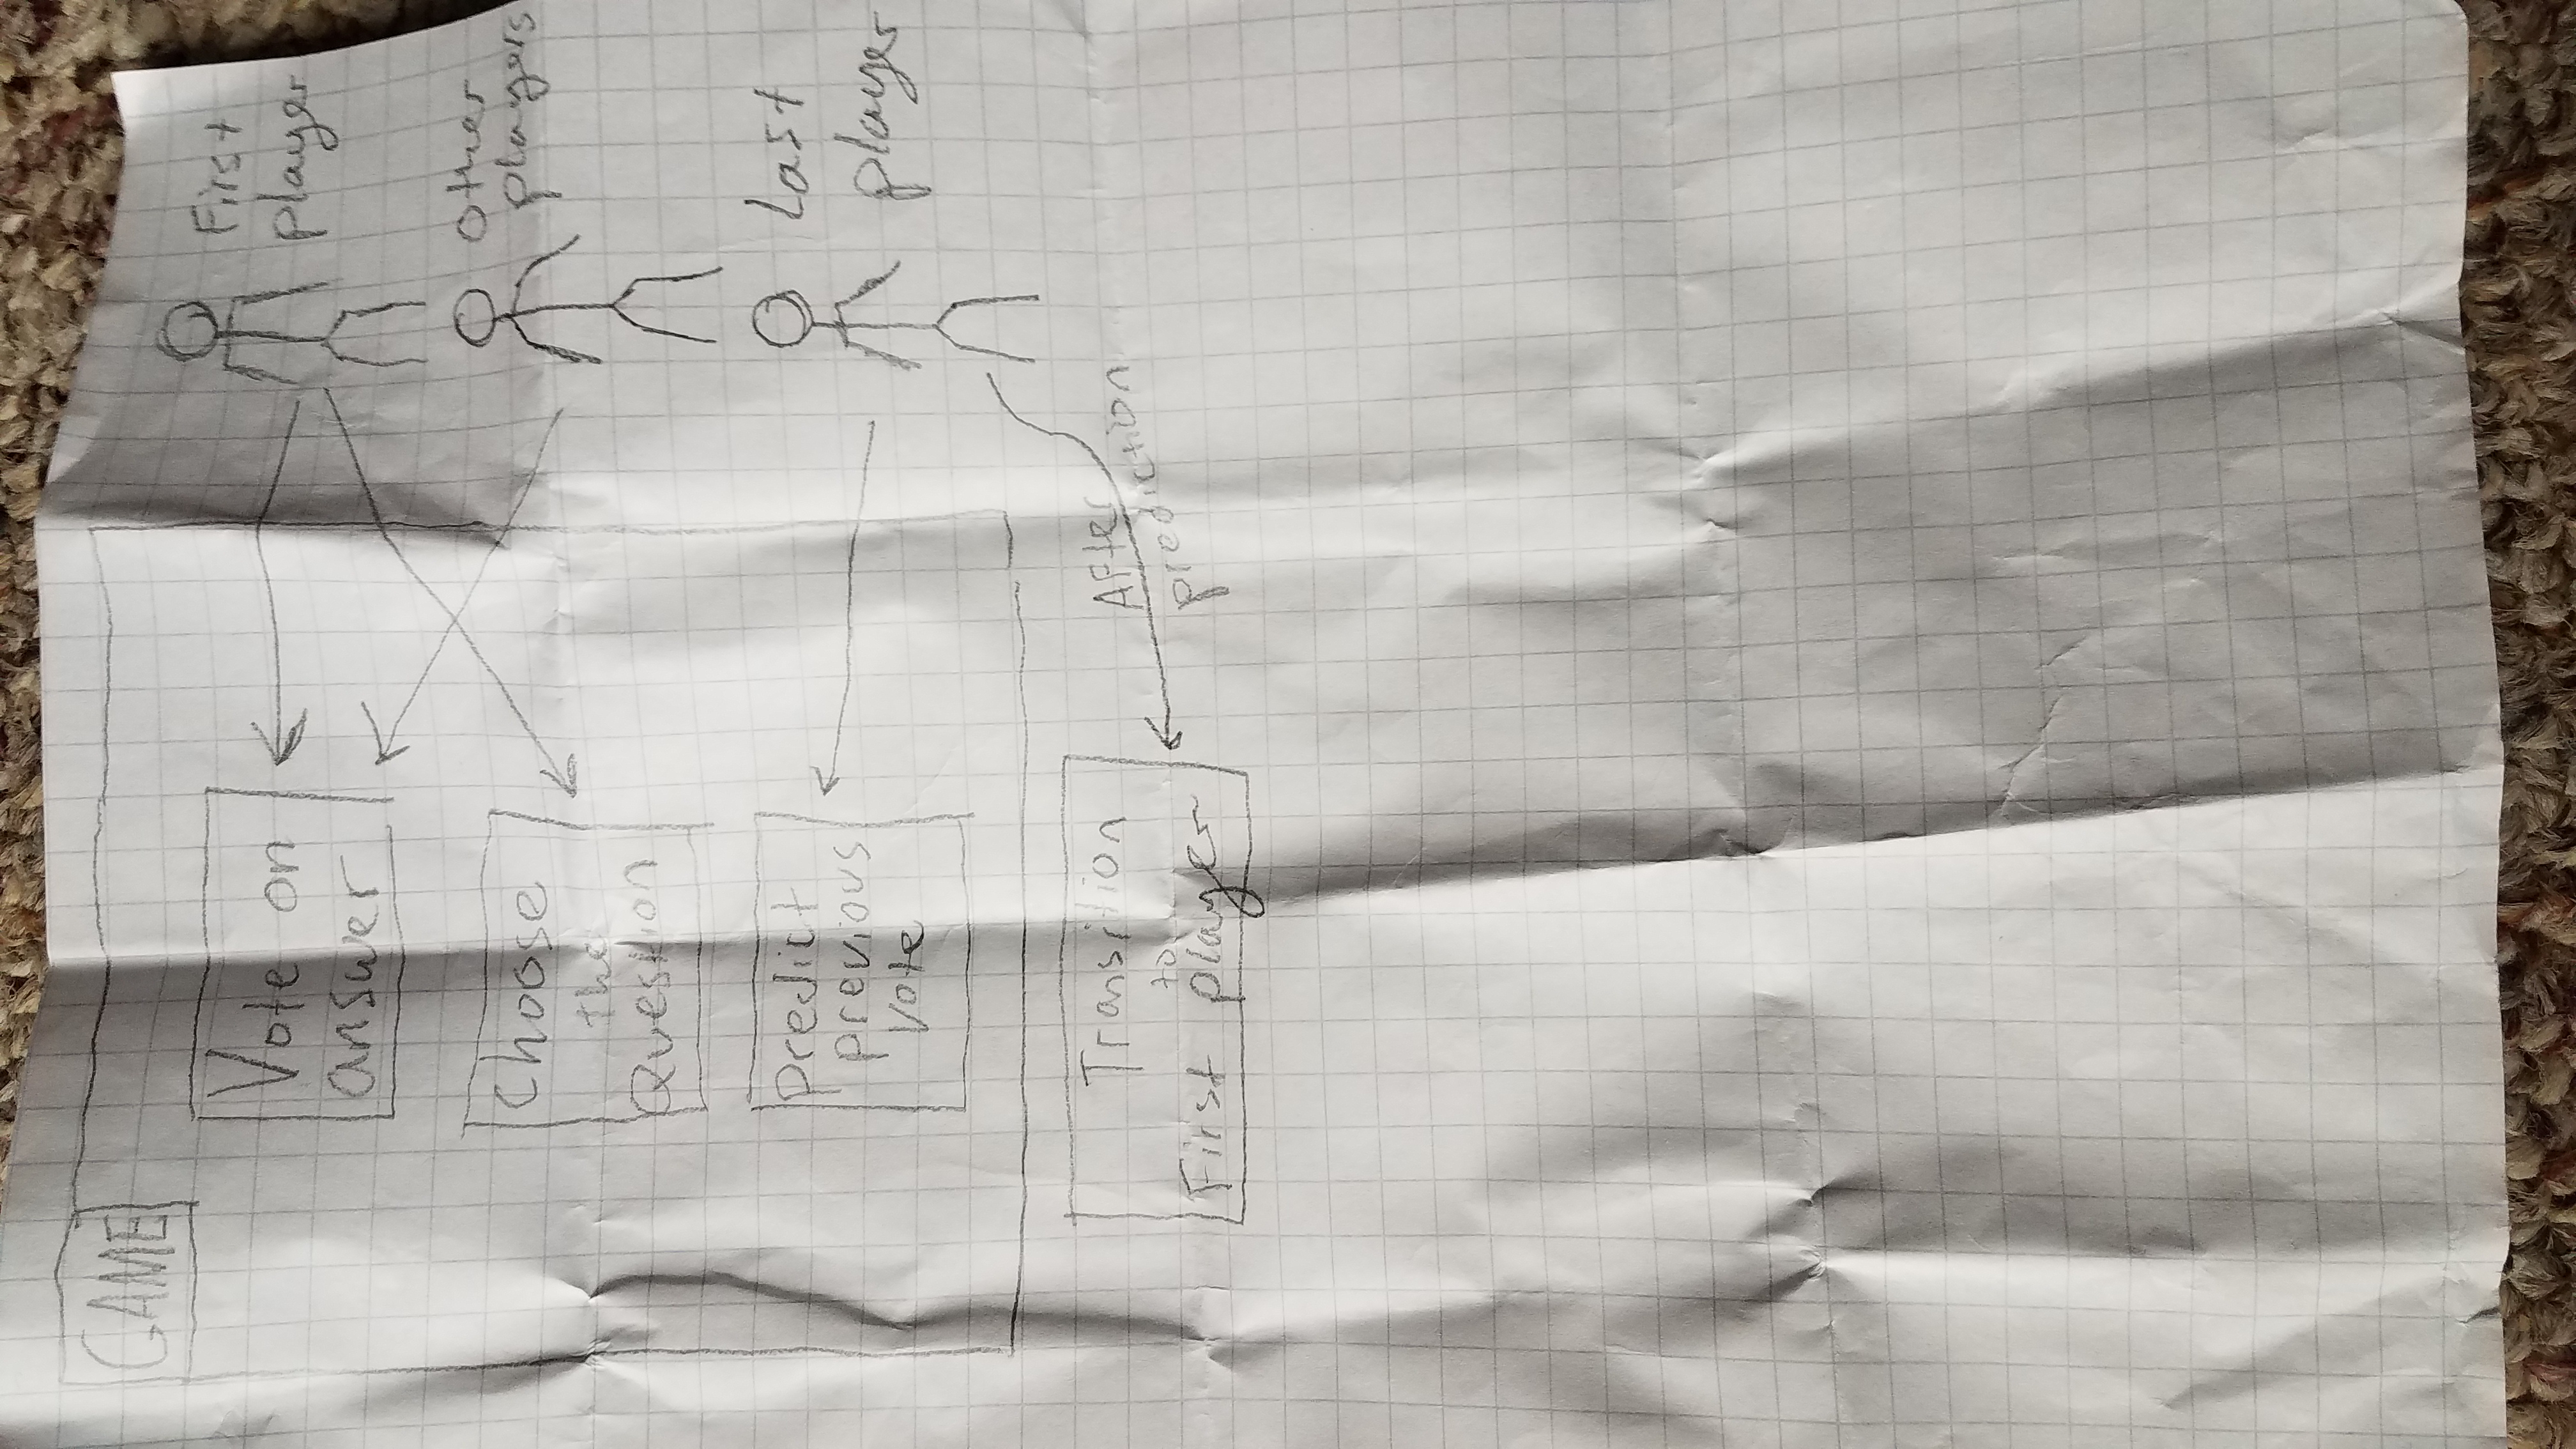 GAME
Vote on
answer
First
player
Choose
the
Question
other
players
predict
previous
Vote
Last
player
Transition
to
First player
After
prediction